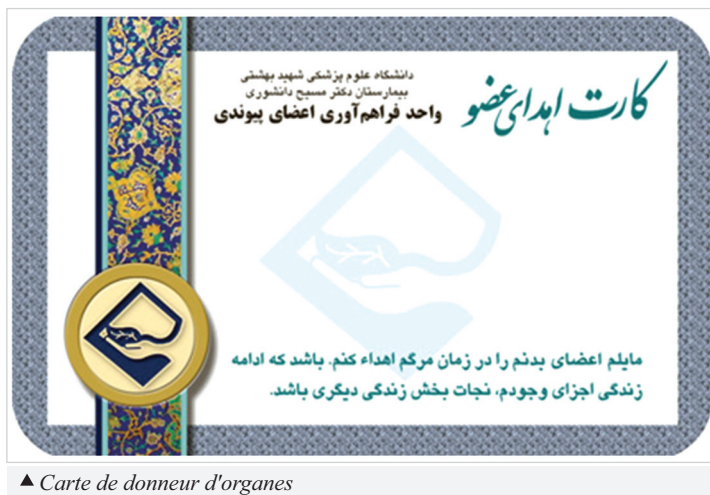 کارت اهدای عضو
دانشگاه علوم پزشکی شهید بهشتی
بیمارستان دکتر مسیح دانشوری
واحد فراهم‌آوری اعضای پیوندی
مایلم اعضای بدنم را در زمان مرگم اهداء کنم. باشد که ادامه
زندگی اجزای وجودم، نجات بخش زندگی دیگری باشد.
▲ Carte de donneur d'organes